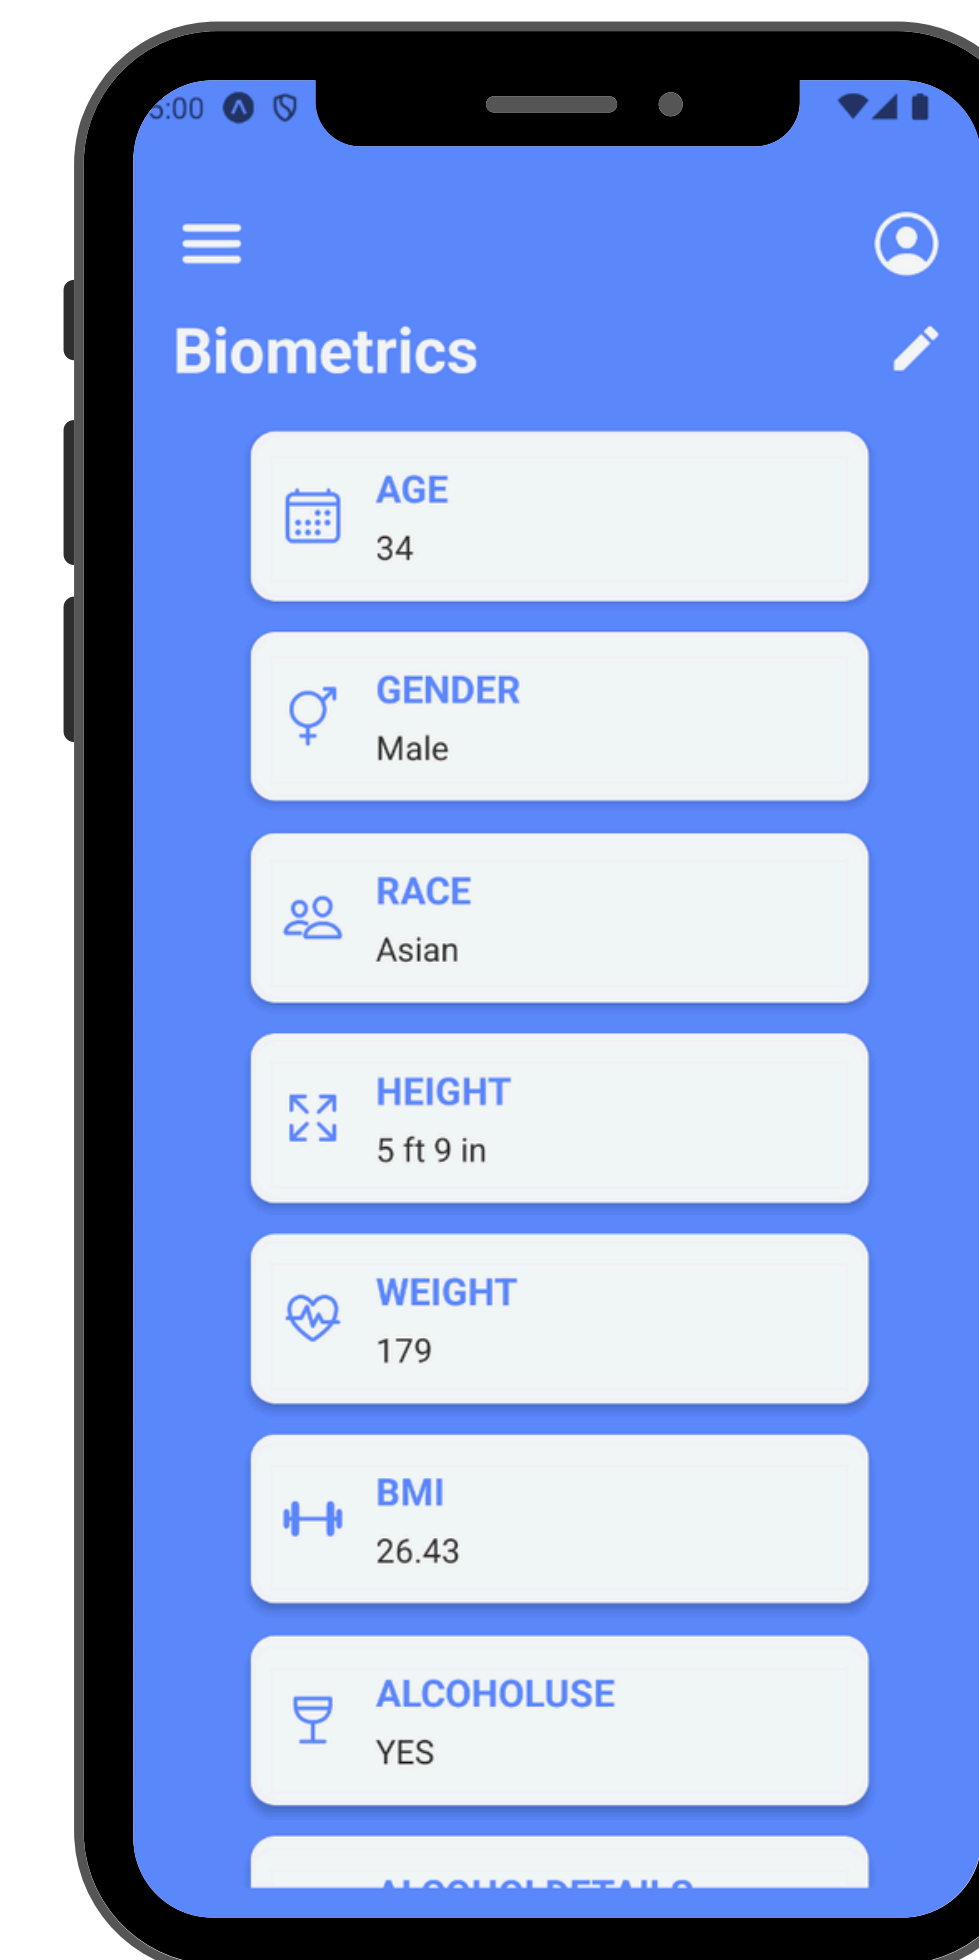 5:00
Biometrics
AGE
34
GENDER
Male
RACE
Asian
HEIGHT
5 ft 9 in
WEIGHT
179
BMI
26.43
ALCOHOLUSE
YES
ALCOHOLDETAILS